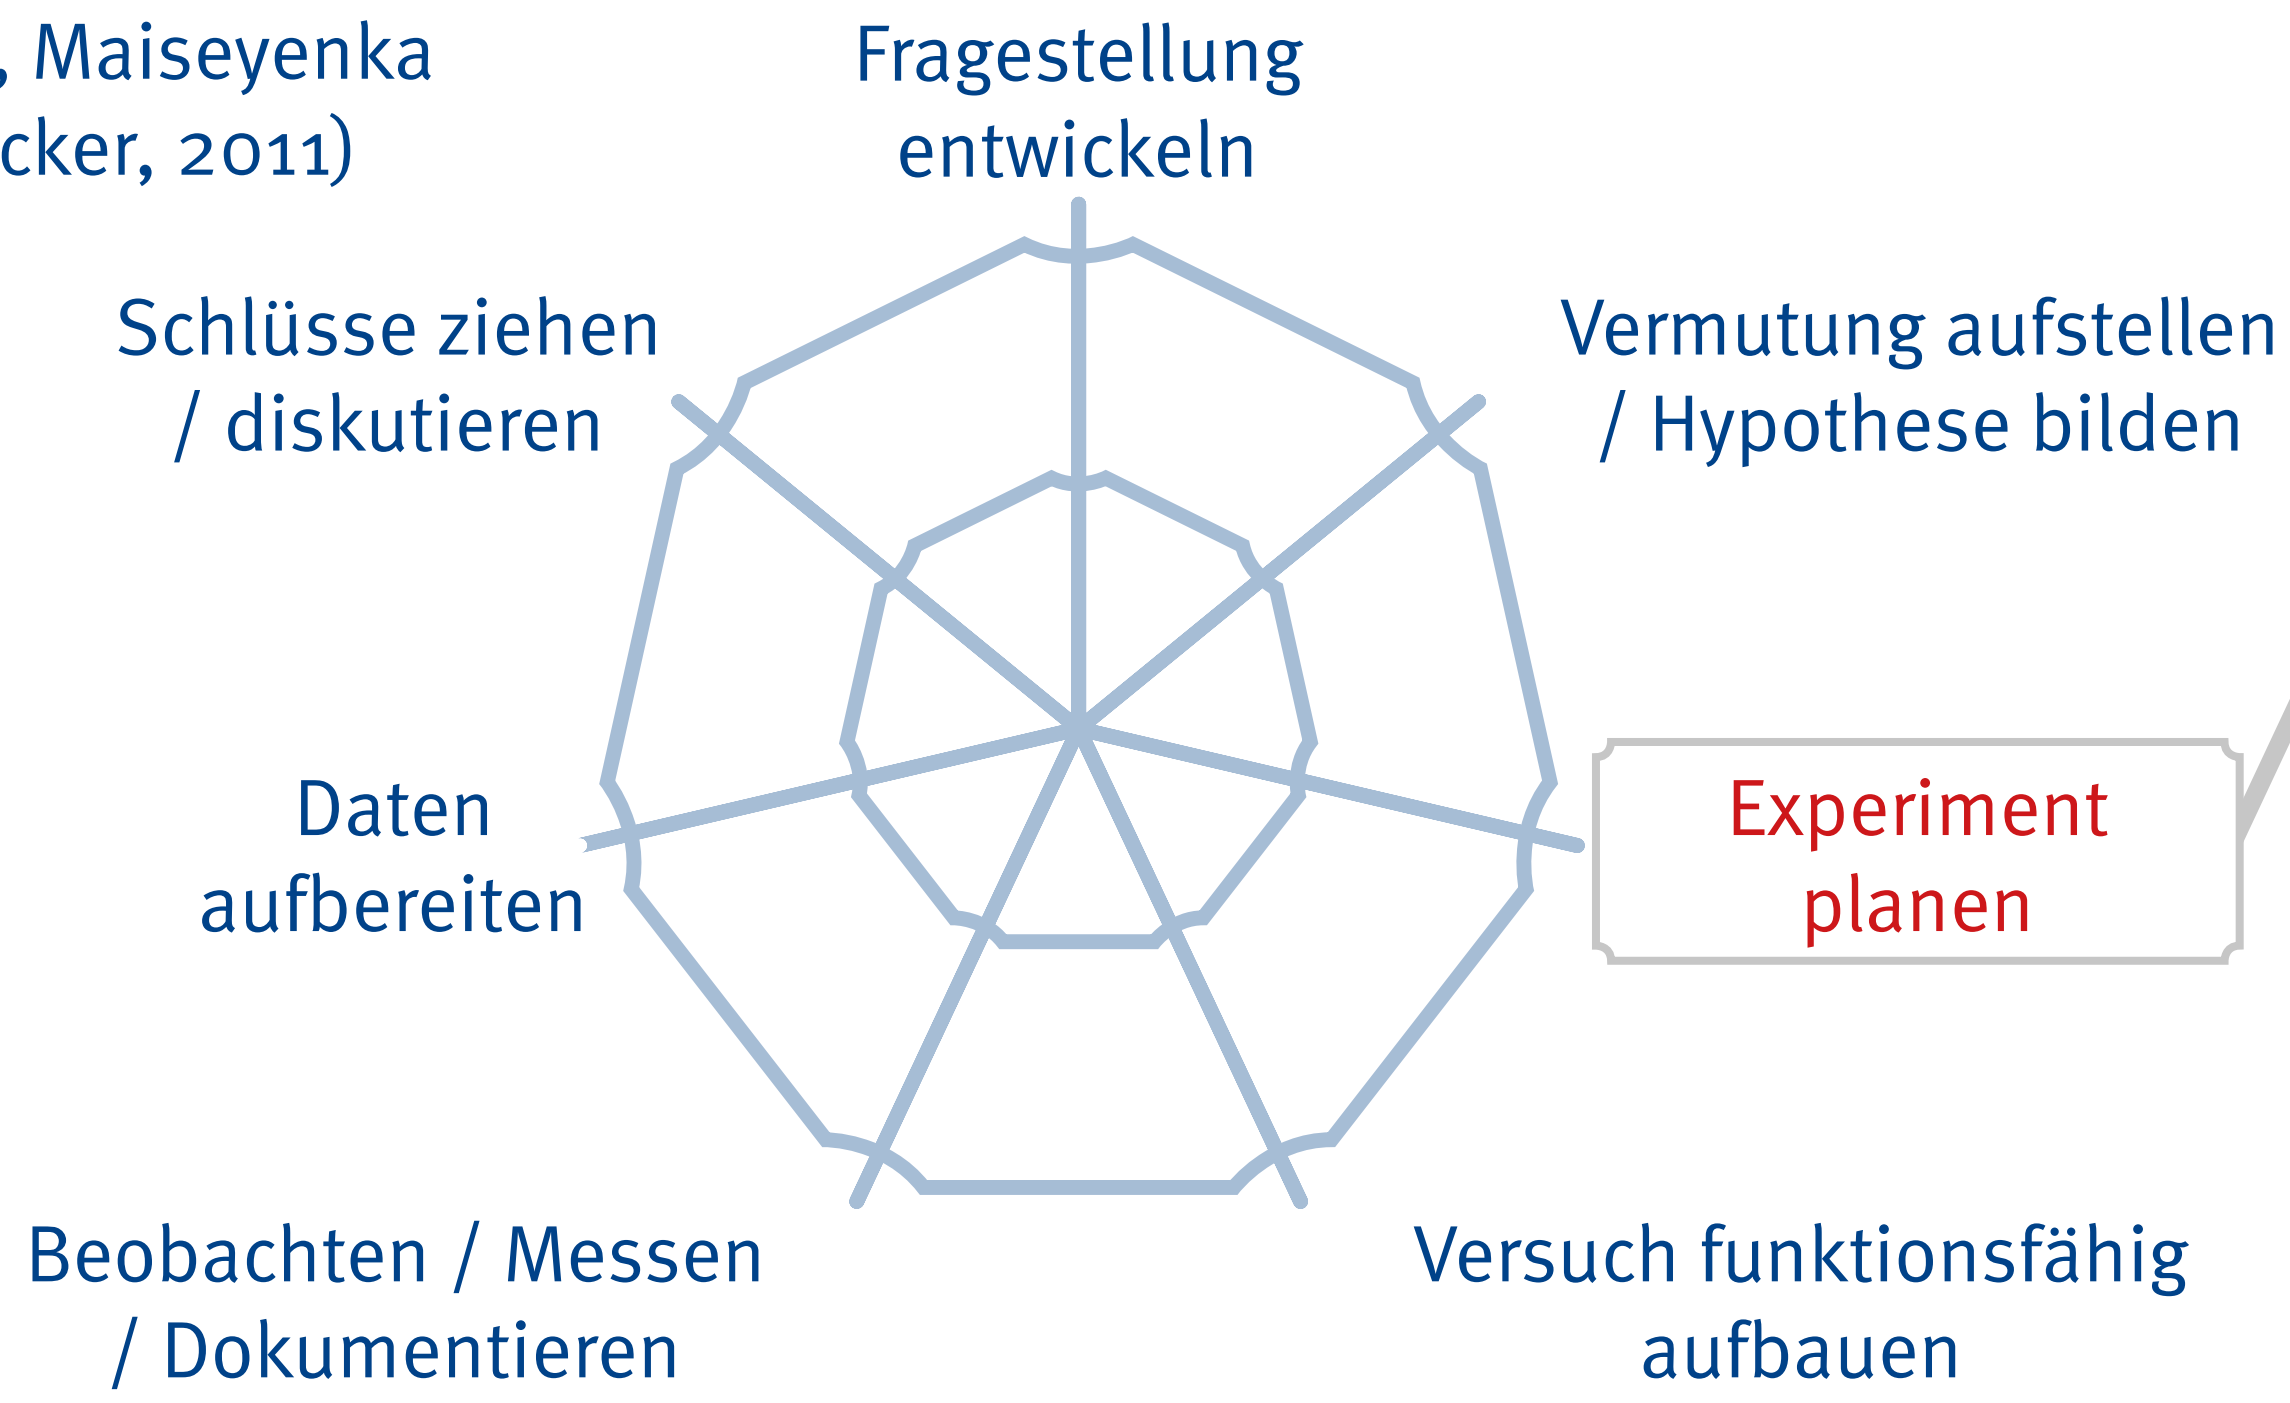 , Maiseyenka
cker, 2011)
Fragestellung
entwickeln
Schlüsse ziehen
/ diskutieren
Vermutung aufstellen
/ Hypothese bilden
Daten
aufbereiten
Experiment
planen
Beobachten / Messen
/ Dokumentieren
Versuch funktionsfähig
aufbauen